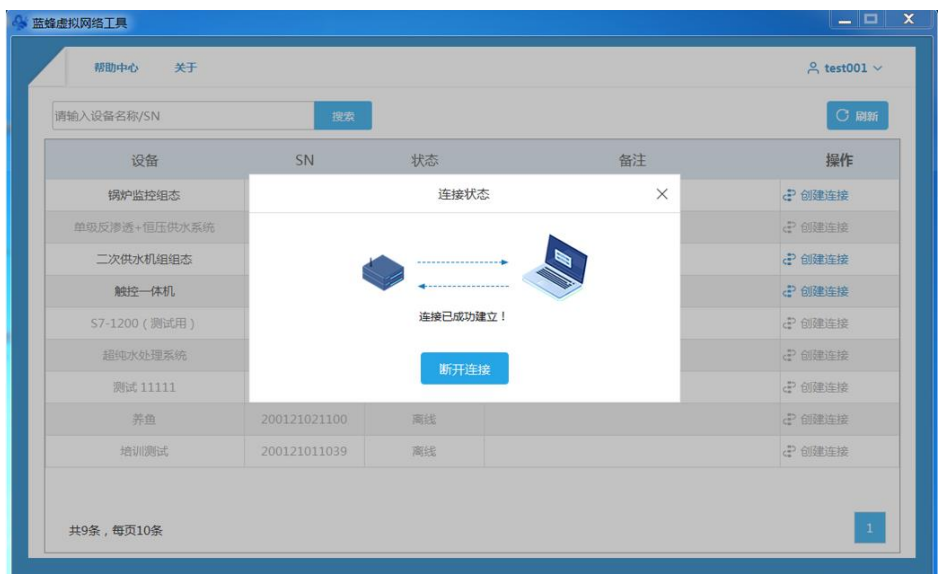 蓝蜂虚拟网络工具
帮助中心 关于 test001
请输入设备名称/SN 搜索 刷新
设备 SN 状态 备注 操作
锅炉监控组态 创建连接
单级反渗透+恒压供水系统 创建连接
二次供水机组组态 创建连接
触控一体机 创建连接
S7-1200（测试用） 创建连接
超纯水处理系统 创建连接
测试 11111 创建连接
养鱼 200121021100 离线 创建连接
培训测试 200121011039 离线 创建连接
连接状态
连接已成功建立！
断开连接
共9条，每页10条 1